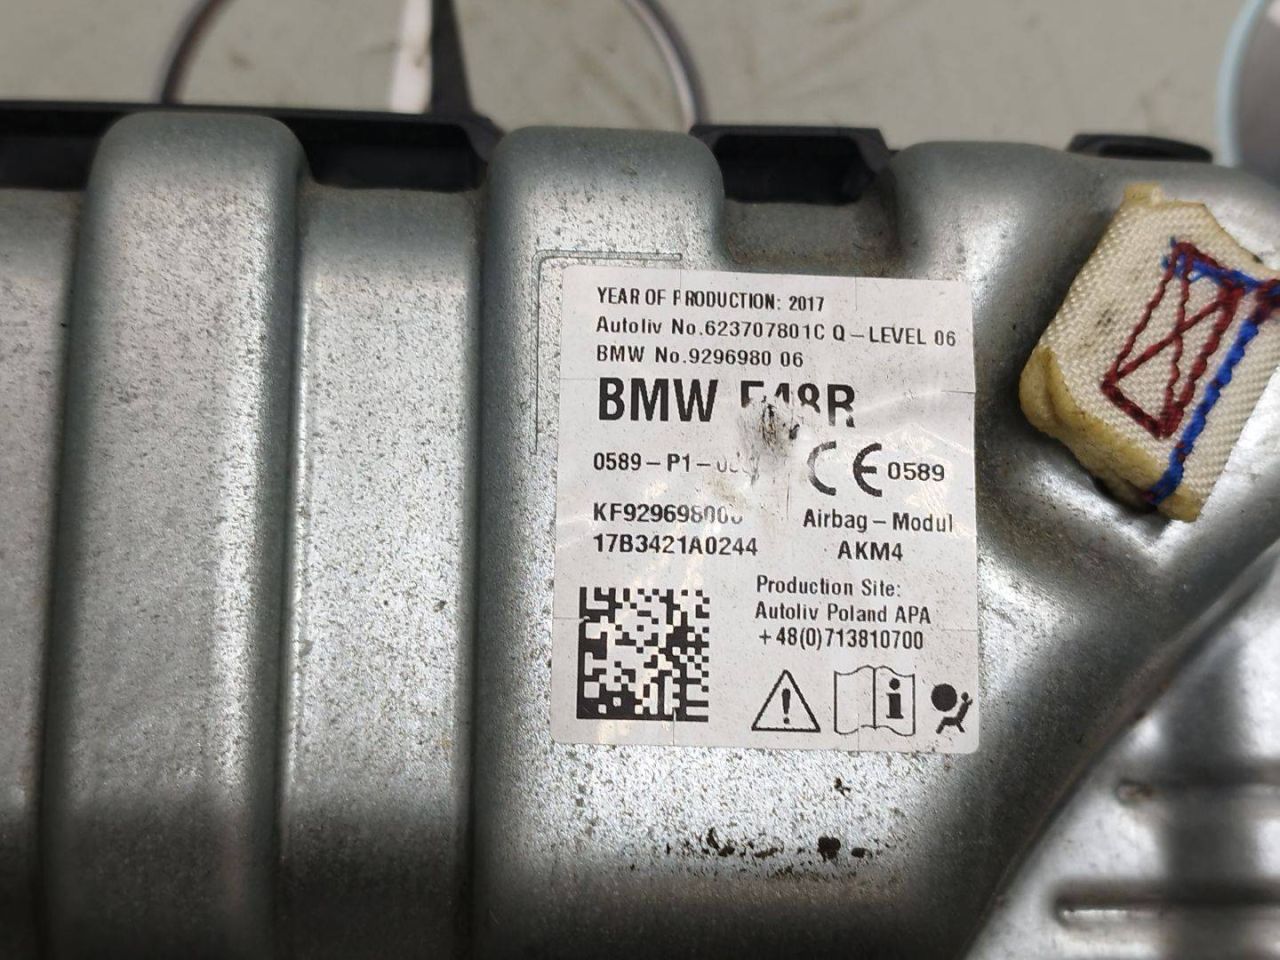 YEAR OF PRODUCTION: 2017
Autoliv No.623707801C Q-LEVEL 06
BMW No.9296980 06
BMW
0589-P1-
CE 0589
Airbag-Modul
17B3421A0244
AKM4
Production Site:
Autoliv Poland APA
+48(0)713810700